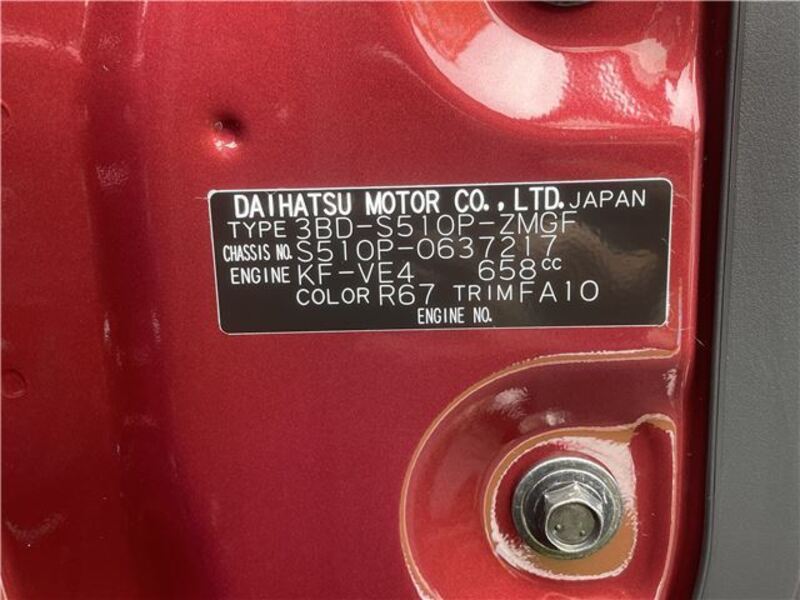 DAIHATSU MOTOR CO., LTD. JAPAN
TYPE 3BD-S510P-ZMGF
CHASSIS NO. S510P-0637217
ENGINE KF-VE4 658cc
COLOR R67 TRIM FA10
ENGINE NO.